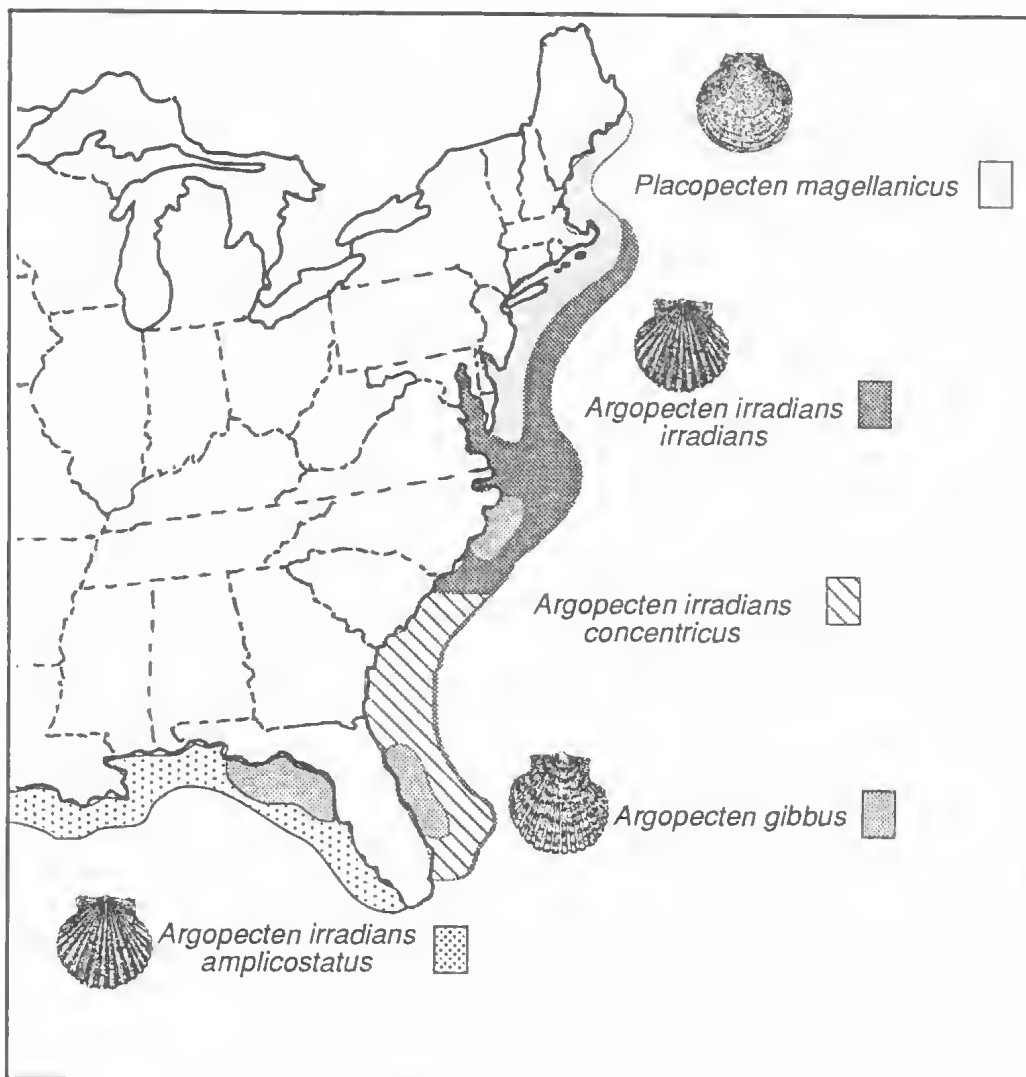 Placopecten magellanicus
Argopecten irradians
irradians
Argopecten irradians
concentricus
Argopecten gibbus
Argopecten irradians
amplicostatus